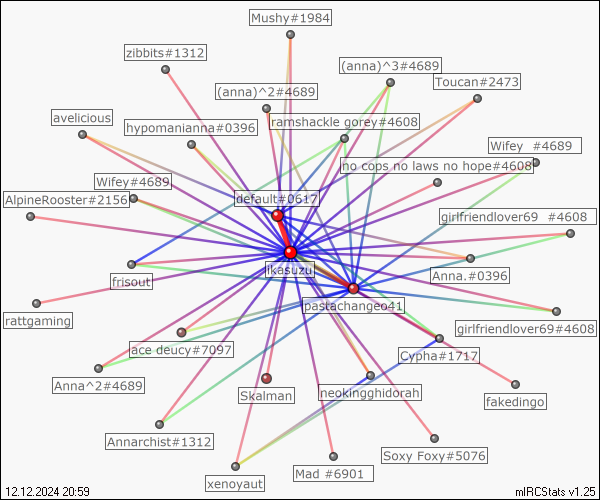 Mushy#1984
zibbits#1312
(anna)^3#4689
Toucan#2473
(anna)^2#4689
avelicious
hypomanianna#0396
ramshackle gorey#4608
Wifey #4689
no cops no laws no hope#4608
Wifey#4689
AlpineRooster#2156
default#0617
girlfriendlover69 #4608
ikasuzu
Anna.#0396
frisout
pastachangeo41
rattgaming
girlfriendlover69#4608
ace deucy#7097
Cypha#1717
Anna^2#4689
Skalman
neokingghidorah
fakedingo
Annarchist#1312
Soxy Foxy#5076
Mad #6901
xenoyaut
12.12.2024 20:59
mIRCStats v1.25